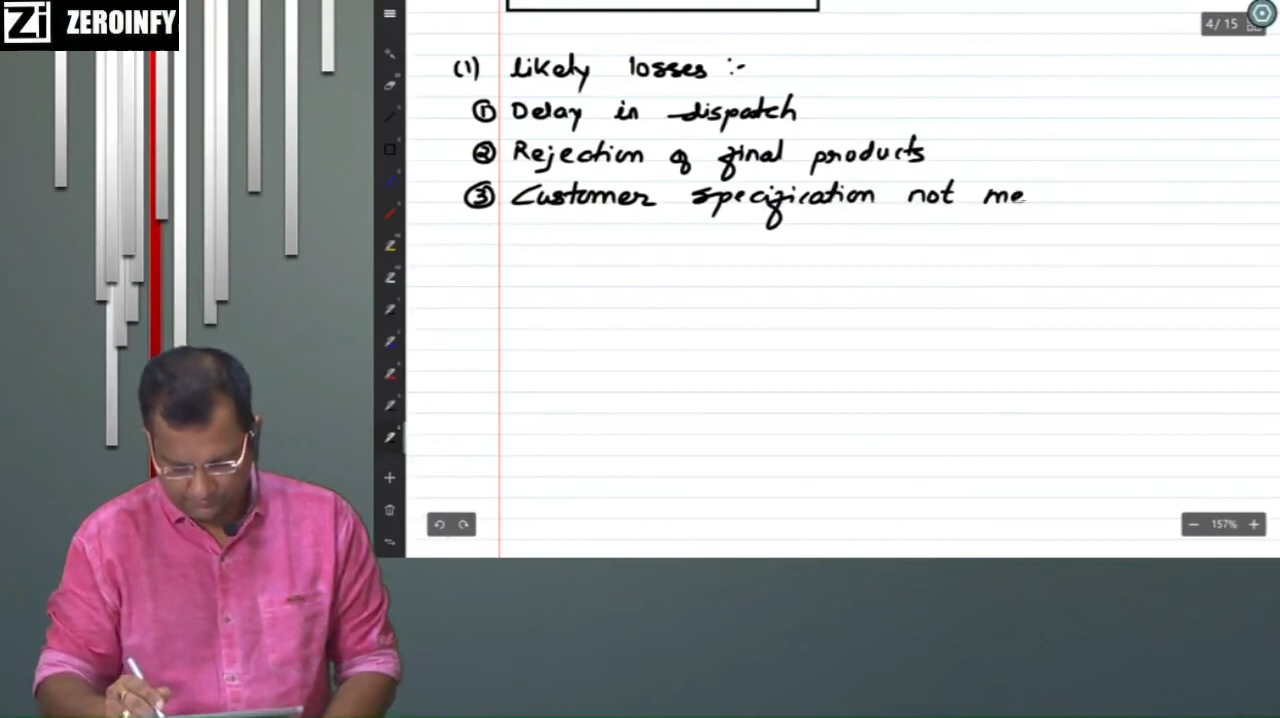 Zi ZEROINFY
4/15
(1) Likely losses :-
① Delay in dispatch
② Rejection of final products
③ Customer specification not me
157%